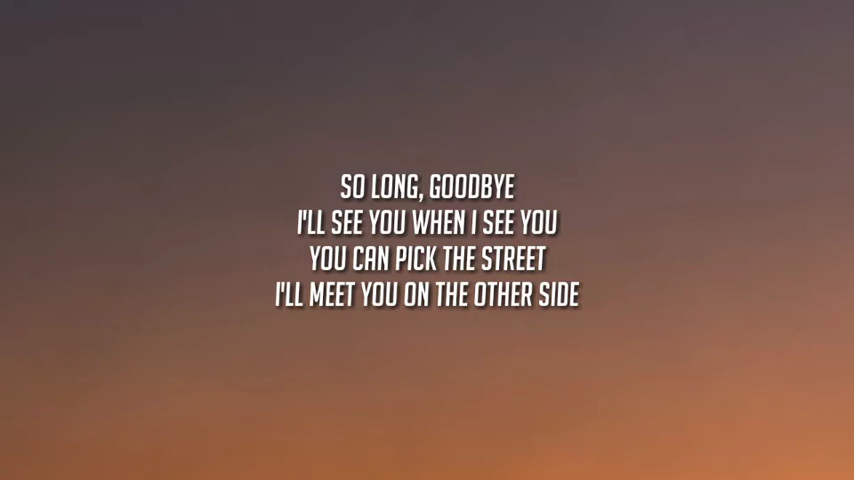 SO LONG, GOODBYE
I'LL SEE YOU WHEN I SEE YOU
YOU CAN PICK THE STREET
I'LL MEET YOU ON THE OTHER SIDE